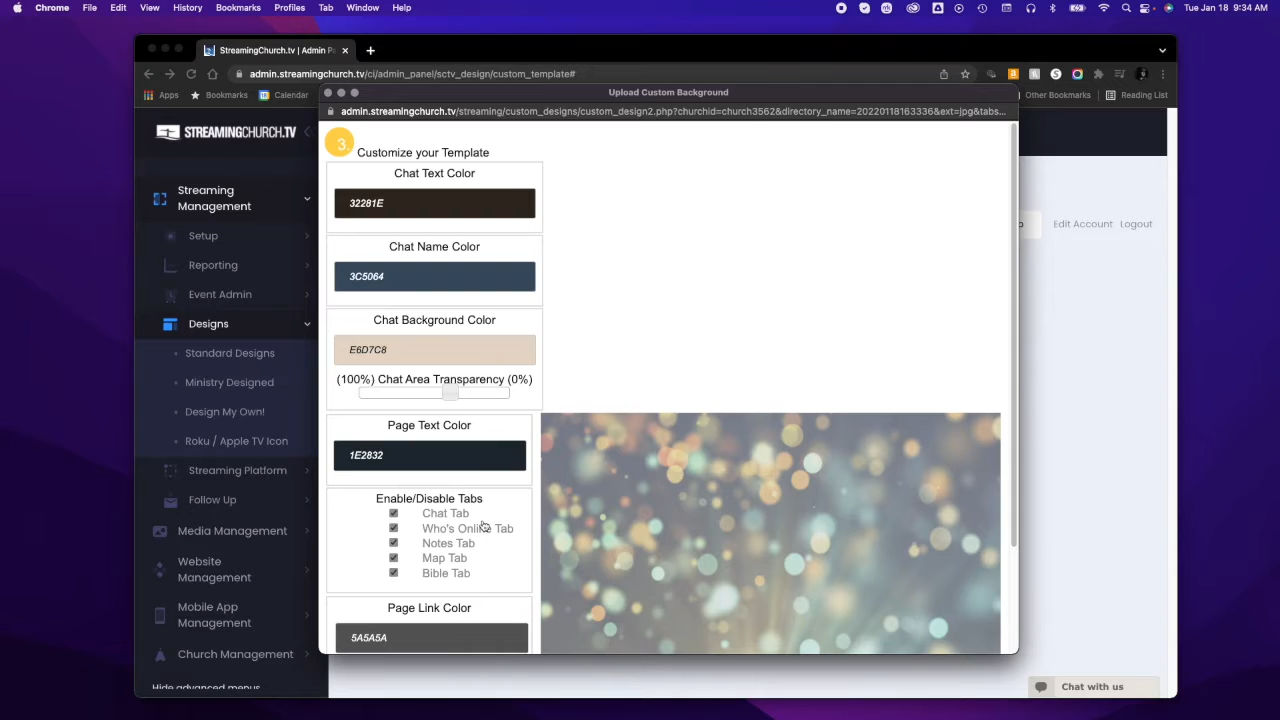 Chrome File Edit View History Bookmarks Profiles Tab Window Help
Tue Jan 18 9:34 AM
StreamingChurch.tv | Admin P
admin.streamingchurch.tv/ci/admin_panel/sctv_design/custom_template#
Apps Bookmarks Calendar
Other Bookmarks Reading List
Upload Custom Background
admin.streamingchurch.tv/streaming/custom_designs/custom_design2.php?churchid=church3562&directory_name=20220118163336&ext=jpg&tabs...
STREAMINGCHURCH.TV
Streaming
Management
Setup
Reporting
Event Admin
Designs
Standard Designs
Ministry Designed
Design My Own!
Roku / Apple TV Icon
Streaming Platform
Follow Up
Media Management
Website
Management
Mobile App
Management
Church Management
Hide advanced menus
3.
Customize your Template
Chat Text Color
32281E
Chat Name Color
3C5064
Chat Background Color
E6D7C8
(100%) Chat Area Transparency (0%)
Page Text Color
1E2832
Enable/Disable Tabs
Chat Tab
Who's Online Tab
Notes Tab
Map Tab
Bible Tab
Page Link Color
5A5A5A
Edit Account Logout
Chat with us